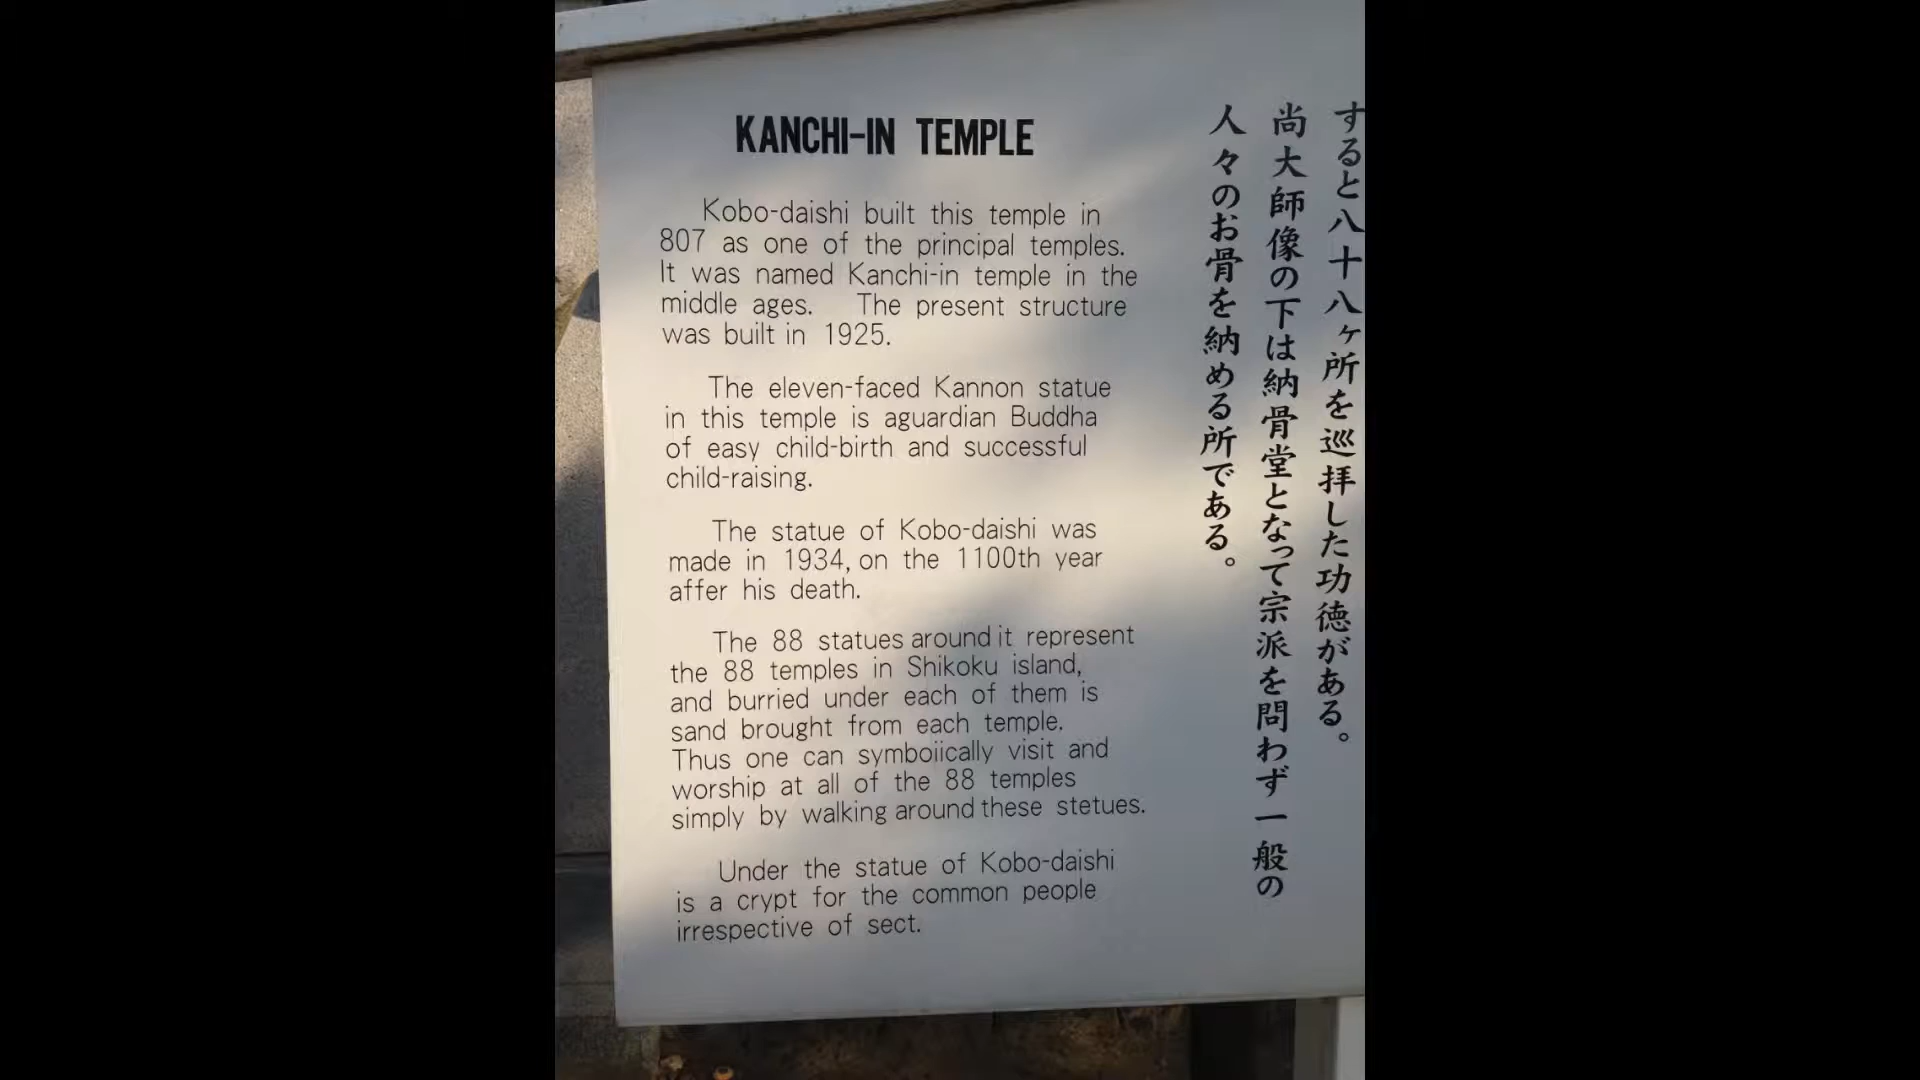 KANCHI-IN TEMPLE
Kobo-daishi built this temple in
807 as one of the principal temples.
It was named Kanchi-in temple in the
middle ages. The present structure
was built in 1925.
The eleven-faced Kannon statue
in this temple is aguardian Buddha
of easy child-birth and successful
child-raising.
The statue of Kobo-daishi was
made in 1934, on the 1100th year
affer his death.
The 88 statues around it represent
the 88 temples in Shikoku island,
and burried under each of them is
sand brought from each temple.
Thus one can symboiically visit and
worship at all of the 88 temples
simply by walking around these stetues.
Under the statue of Kobo-daishi
is a crypt for the common people
irrespective of sect.
すると八十八ヶ所を巡拝した功徳がある。
尚大師像の下は納骨堂となって宗派を問わず一般の
人々のお骨を納める所である。